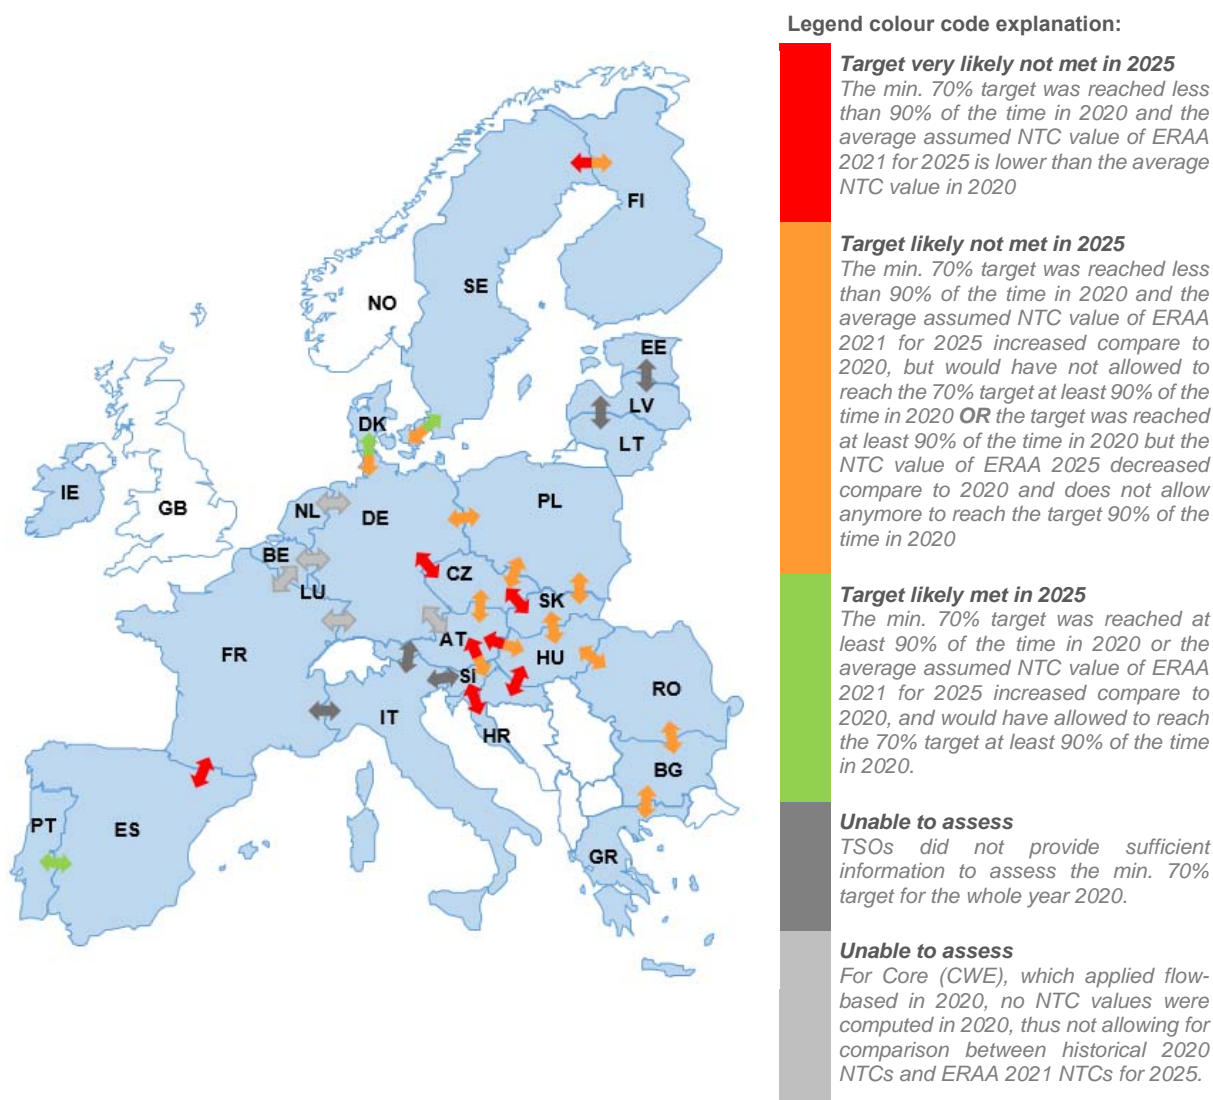 Legend colour code explanation:
Target very likely not met in 2025
The min. 70% target was reached less
than 90% of the time in 2020 and the
average assumed NTC value of ERAA
2021 for 2025 is lower than the average
NTC value in 2020
Target likely not met in 2025
The min. 70% target was reached less
than 90% of the time in 2020 and the
average assumed NTC value of ERAA
2021 for 2025 increased compare to
2020, but would have not allowed to
reach the 70% target at least 90% of the
time in 2020 OR the target was reached
at least 90% of the time in 2020 but the
NTC value of ERAA 2025 decreased
compare to 2020 and does not allow
anymore to reach the target 90% of the
time in 2020
Target likely met in 2025
The min. 70% target was reached at
least 90% of the time in 2020 or the
average assumed NTC value of ERAA
2021 for 2025 increased compare to
2020, and would have allowed to reach
the 70% target at least 90% of the time
in 2020.
Unable to assess
TSOs did not provide sufficient
information to assess the min. 70%
target for the whole year 2020.
Unable to assess
For Core (CWE), which applied flow-
based in 2020, no NTC values were
computed in 2020, thus not allowing for
comparison between historical 2020
NTCs and ERAA 2021 NTCs for 2025.
FI
SE
NO
EE
LV
DK
LT
IE
GB
NL
DE
PL
BE
CZ
LU
SK
AT
FR
HU
SI
RO
IT
HR
BG
PT
ES
GR